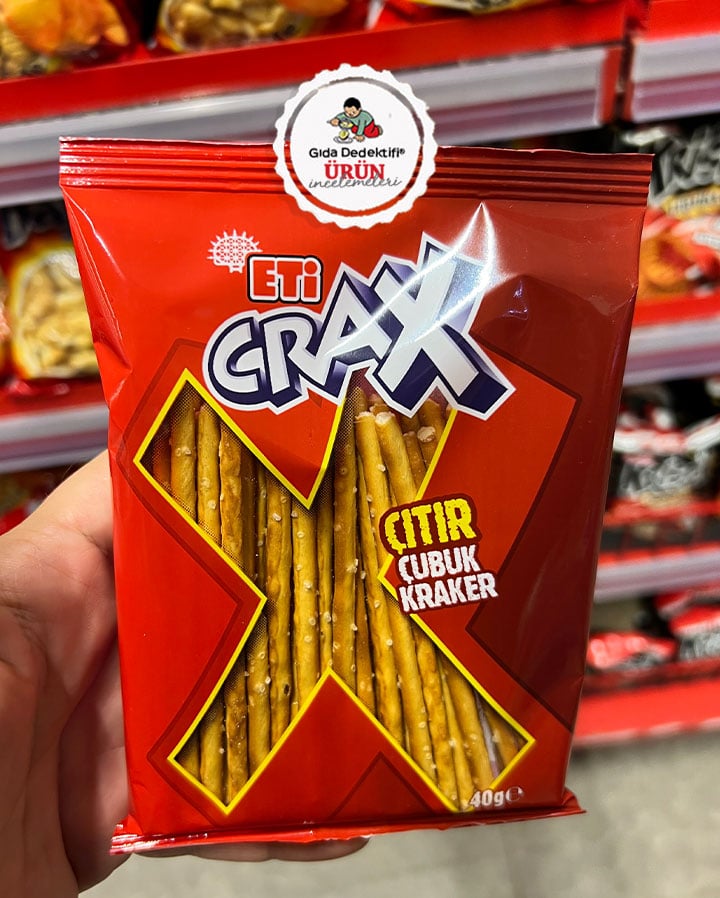 Gıda Dedektifi®
ÜRÜN
incelemeleri
ETİ
CRAX
ÇITIR
ÇUBUK
KRAKER
40g℮